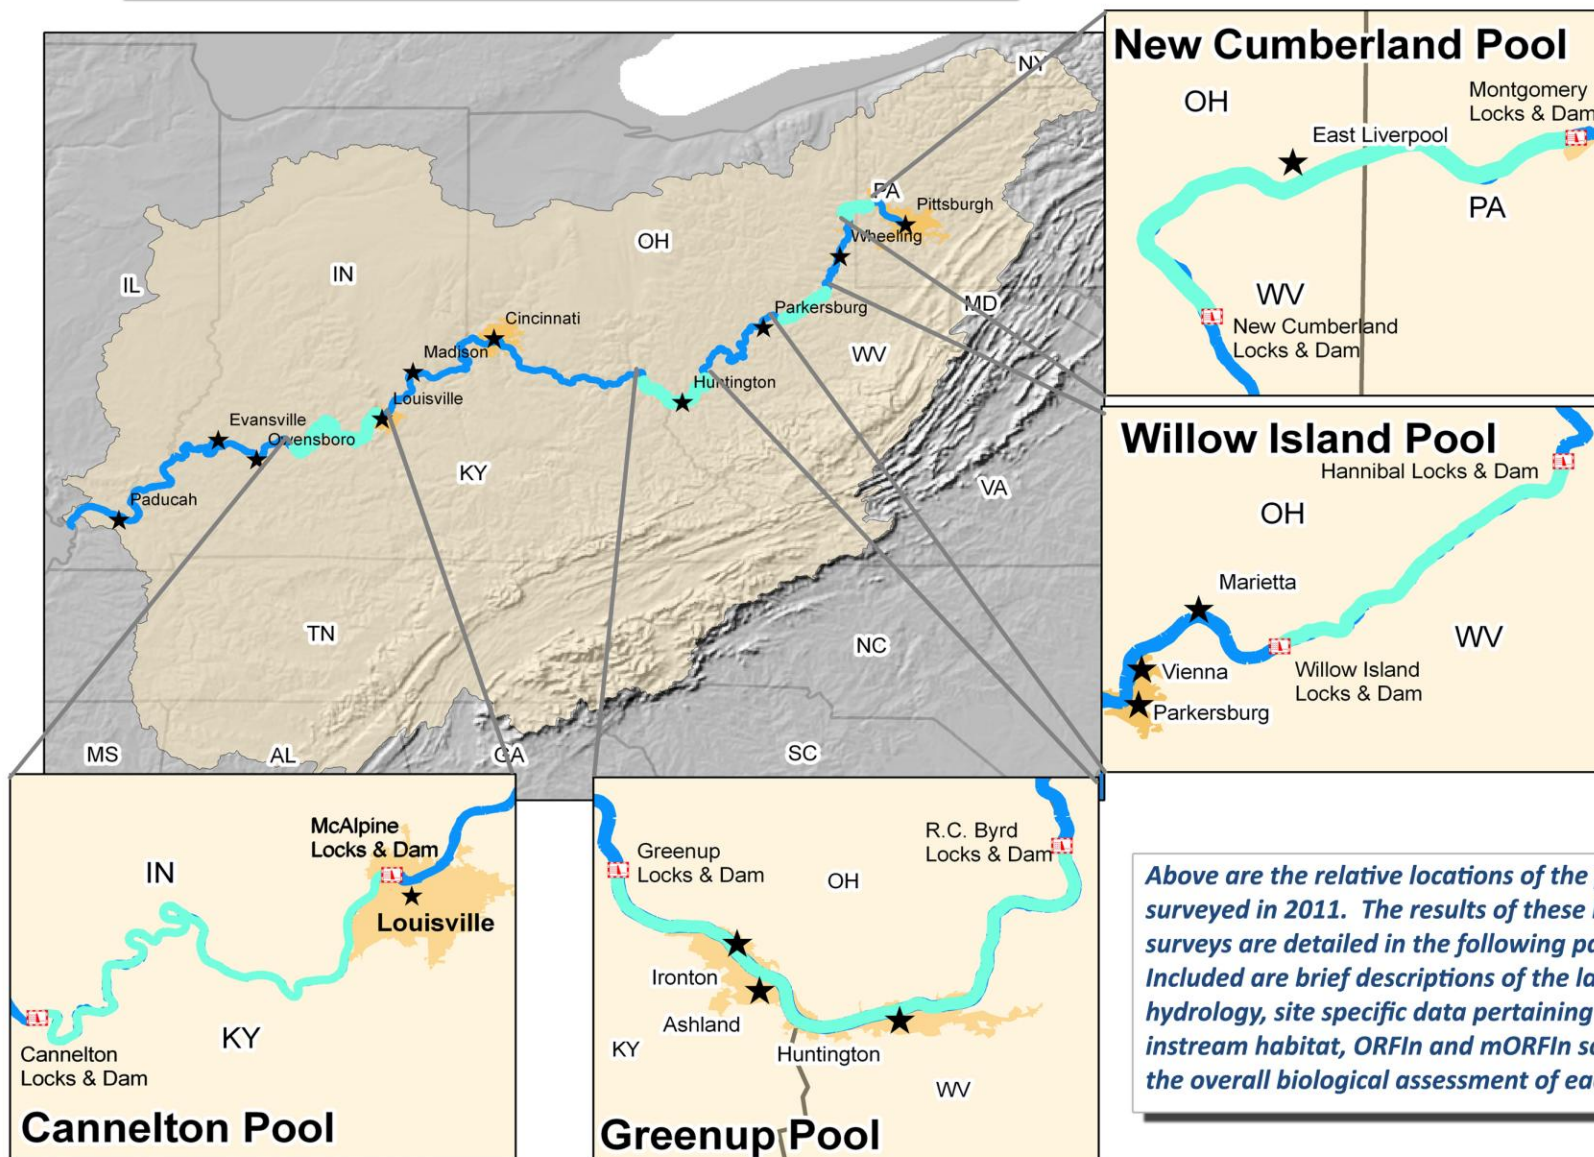 NY
PA
Pittsburgh
Wheeling
OH
IN
IL
MD
Parkersburg
Cincinnati
Madison
WV
Huntington
Louisville
Evansville
Owensboro
KY
VA
Paducah
TN
NC
MS
AL
GA
SC
New Cumberland Pool
OH
Montgomery
Locks & Dam
East Liverpool
PA
WV
New Cumberland
Locks & Dam
Willow Island Pool
Hannibal Locks & Dam
OH
Marietta
WV
Vienna
Willow Island
Locks & Dam
Parkersburg
McAlpine
Locks & Dam
IN
Louisville
KY
Cannelton
Locks & Dam
Cannelton Pool
R.C. Byrd
Locks & Dam
Greenup
Locks & Dam
OH
Ironton
Ashland
KY
Huntington
WV
Greenup Pool
Above are the relative locations of the
surveyed in 2011. The results of these
surveys are detailed in the following
Included are brief descriptions of the
hydrology, site specific data pertaining
instream habitat, ORFIn and mORFIn
the overall biological assessment of